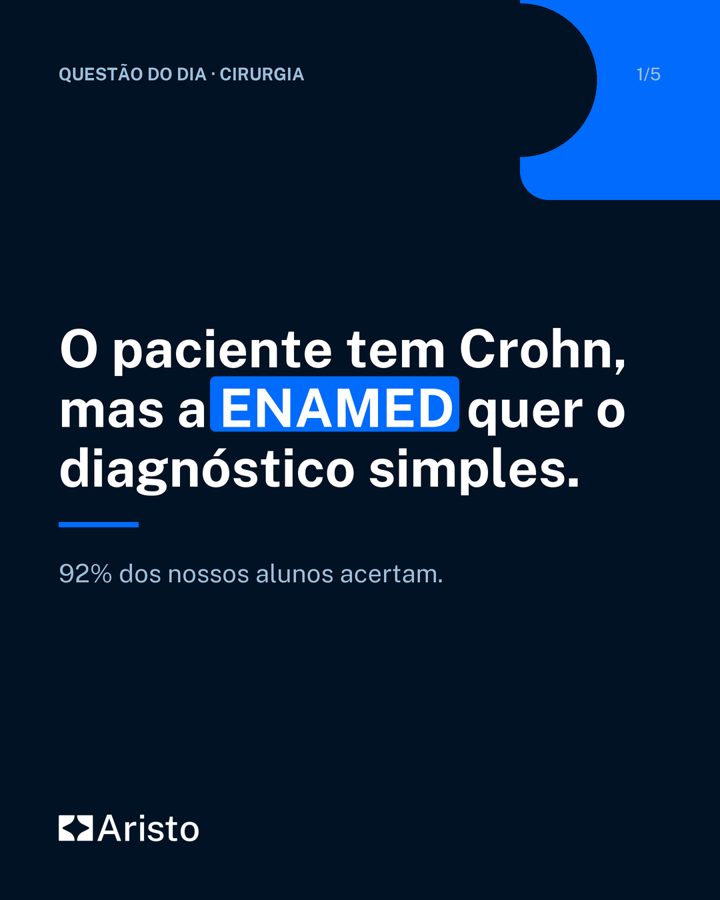 QUESTÃO DO DIA · CIRURGIA
1/5
O paciente tem Crohn,
mas a ENAMED quer o
diagnóstico simples.
92% dos nossos alunos acertam.
Aristo